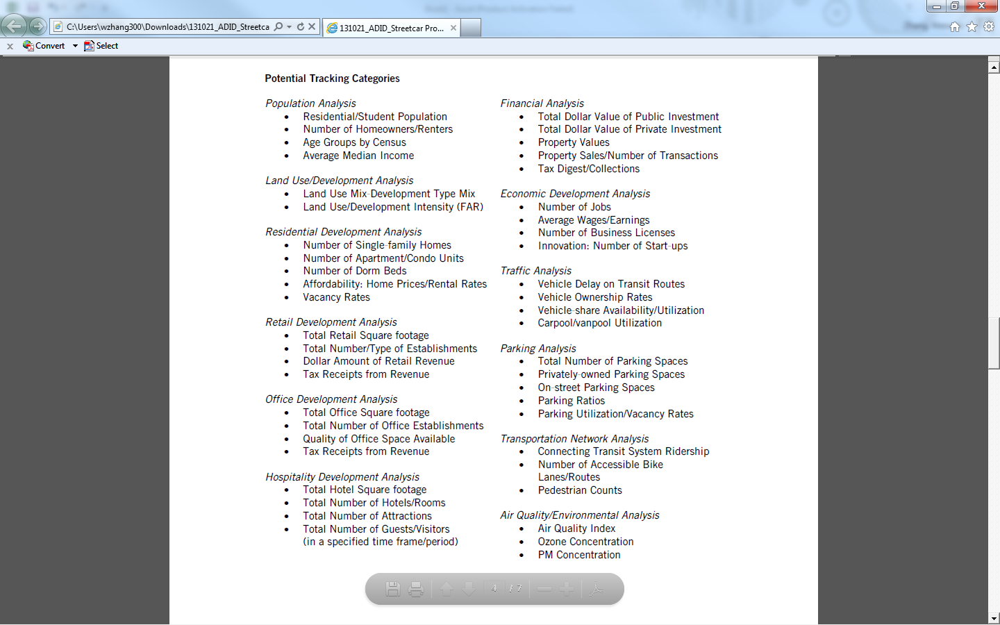 C:\Users\wzhang300\Downloads\131021_ADID_Streetca
131021_ADID_Streetcar Pro...
x Convert Select
Potential Tracking Categories
Population Analysis
• Residential/Student Population
• Number of Homeowners/Renters
• Age Groups by Census
• Average Median Income
Land Use/Development Analysis
• Land Use Mix-Development Type Mix
• Land Use/Development Intensity (FAR)
Residential Development Analysis
• Number of Single-family Homes
• Number of Apartment/Condo Units
• Number of Dorm Beds
• Affordability: Home Prices/Rental Rates
• Vacancy Rates
Retail Development Analysis
• Total Retail Square footage
• Total Number/Type of Establishments
• Dollar Amount of Retail Revenue
• Tax Receipts from Revenue
Office Development Analysis
• Total Office Square footage
• Total Number of Office Establishments
• Quality of Office Space Available
• Tax Receipts from Revenue
Hospitality Development Analysis
• Total Hotel Square footage
• Total Number of Hotels/Rooms
• Total Number of Attractions
• Total Number of Guests/Visitors
(in a specified time frame/period)
Financial Analysis
• Total Dollar Value of Public Investment
• Total Dollar Value of Private Investment
• Property Values
• Property Sales/Number of Transactions
• Tax Digest/Collections
Economic Development Analysis
• Number of Jobs
• Average Wages/Earnings
• Number of Business Licenses
• Innovation: Number of Start-ups
Traffic Analysis
• Vehicle Delay on Transit Routes
• Vehicle Ownership Rates
• Vehicle-share Availability/Utilization
• Carpool/vanpool Utilization
Parking Analysis
• Total Number of Parking Spaces
• Privately-owned Parking Spaces
• On-street Parking Spaces
• Parking Ratios
• Parking Utilization/Vacancy Rates
Transportation Network Analysis
• Connecting Transit System Ridership
• Number of Accessible Bike
Lanes/Routes
• Pedestrian Counts
Air Quality/Environmental Analysis
• Air Quality Index
• Ozone Concentration
• PM Concentration
4 / 7